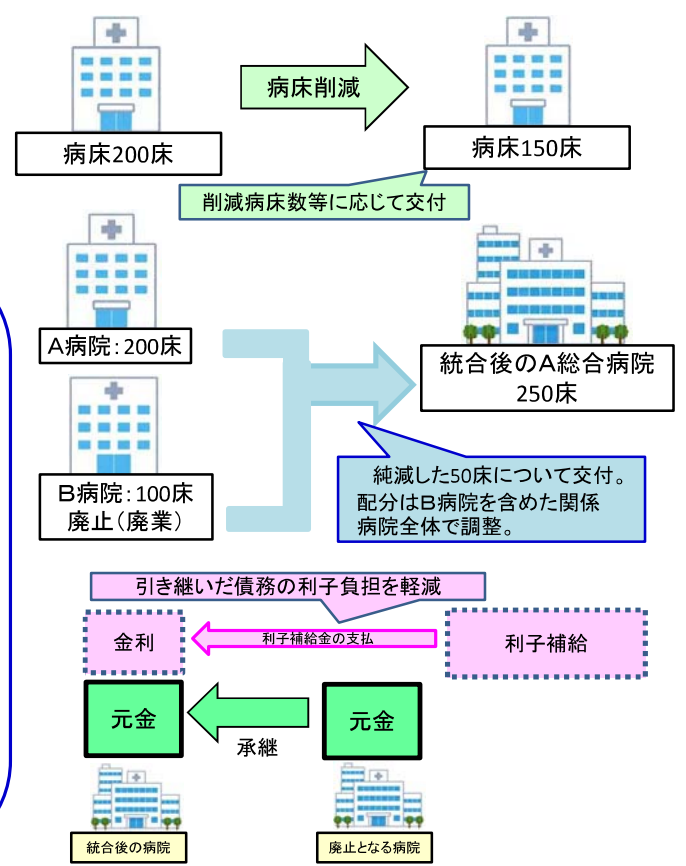 病床削減
病床200床
病床150床
削減病床数等に応じて交付
A病院：200床
統合後のA総合病院
250床
B病院：100床
廃止（廃業）
純減した50床について交付。
配分はB病院を含めた関係
病院全体で調整。
引き継いだ債務の利子負担を軽減
金利
利子補給金の支払
利子補給
元金
承継
元金
統合後の病院
廃止となる病院